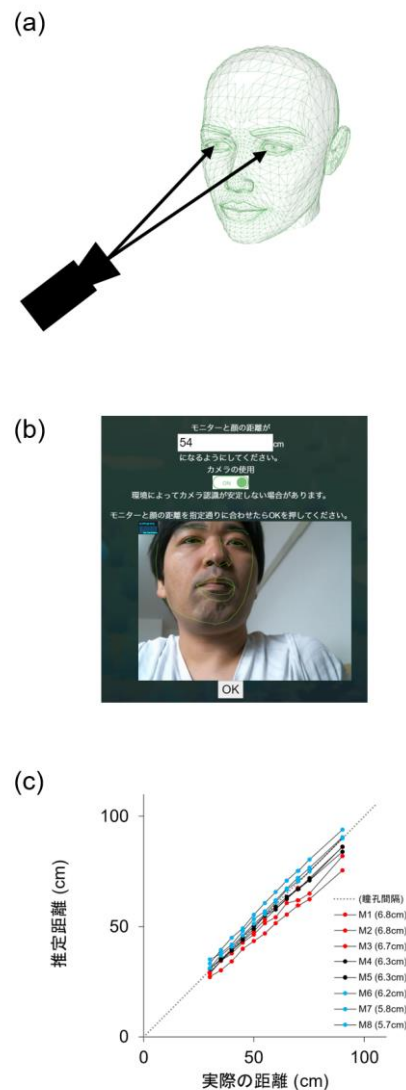 (a)
(b)
モニターと顔の距離が
54 cm
になるようにしてください。
カメラの使用
ON
環境によってカメラ認識が安定しない場合があります。
モニターと顔の距離を指定通りに合わせたらOKを押してください。
OK
(c)
推定距離 (cm)
100
50
0
0
50
100
実際の距離 (cm)
(瞳孔間隔)
M1 (6.8cm)
M2 (6.8cm)
M3 (6.7cm)
M4 (6.3cm)
M5 (6.3cm)
M6 (6.2cm)
M7 (5.8cm)
M8 (5.7cm)